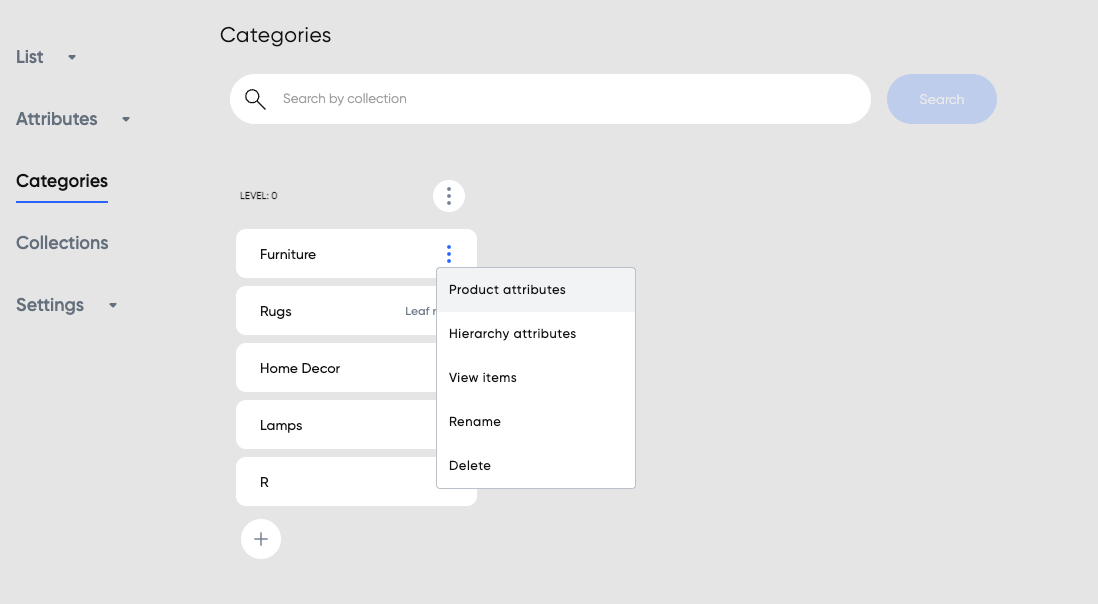 List
Attributes
Categories
Collections
Settings
Categories
Search by collection
Search
LEVEL: 0
Furniture
Rugs
Leaf
Home Decor
Lamps
R
Product attributes
Hierarchy attributes
View items
Rename
Delete